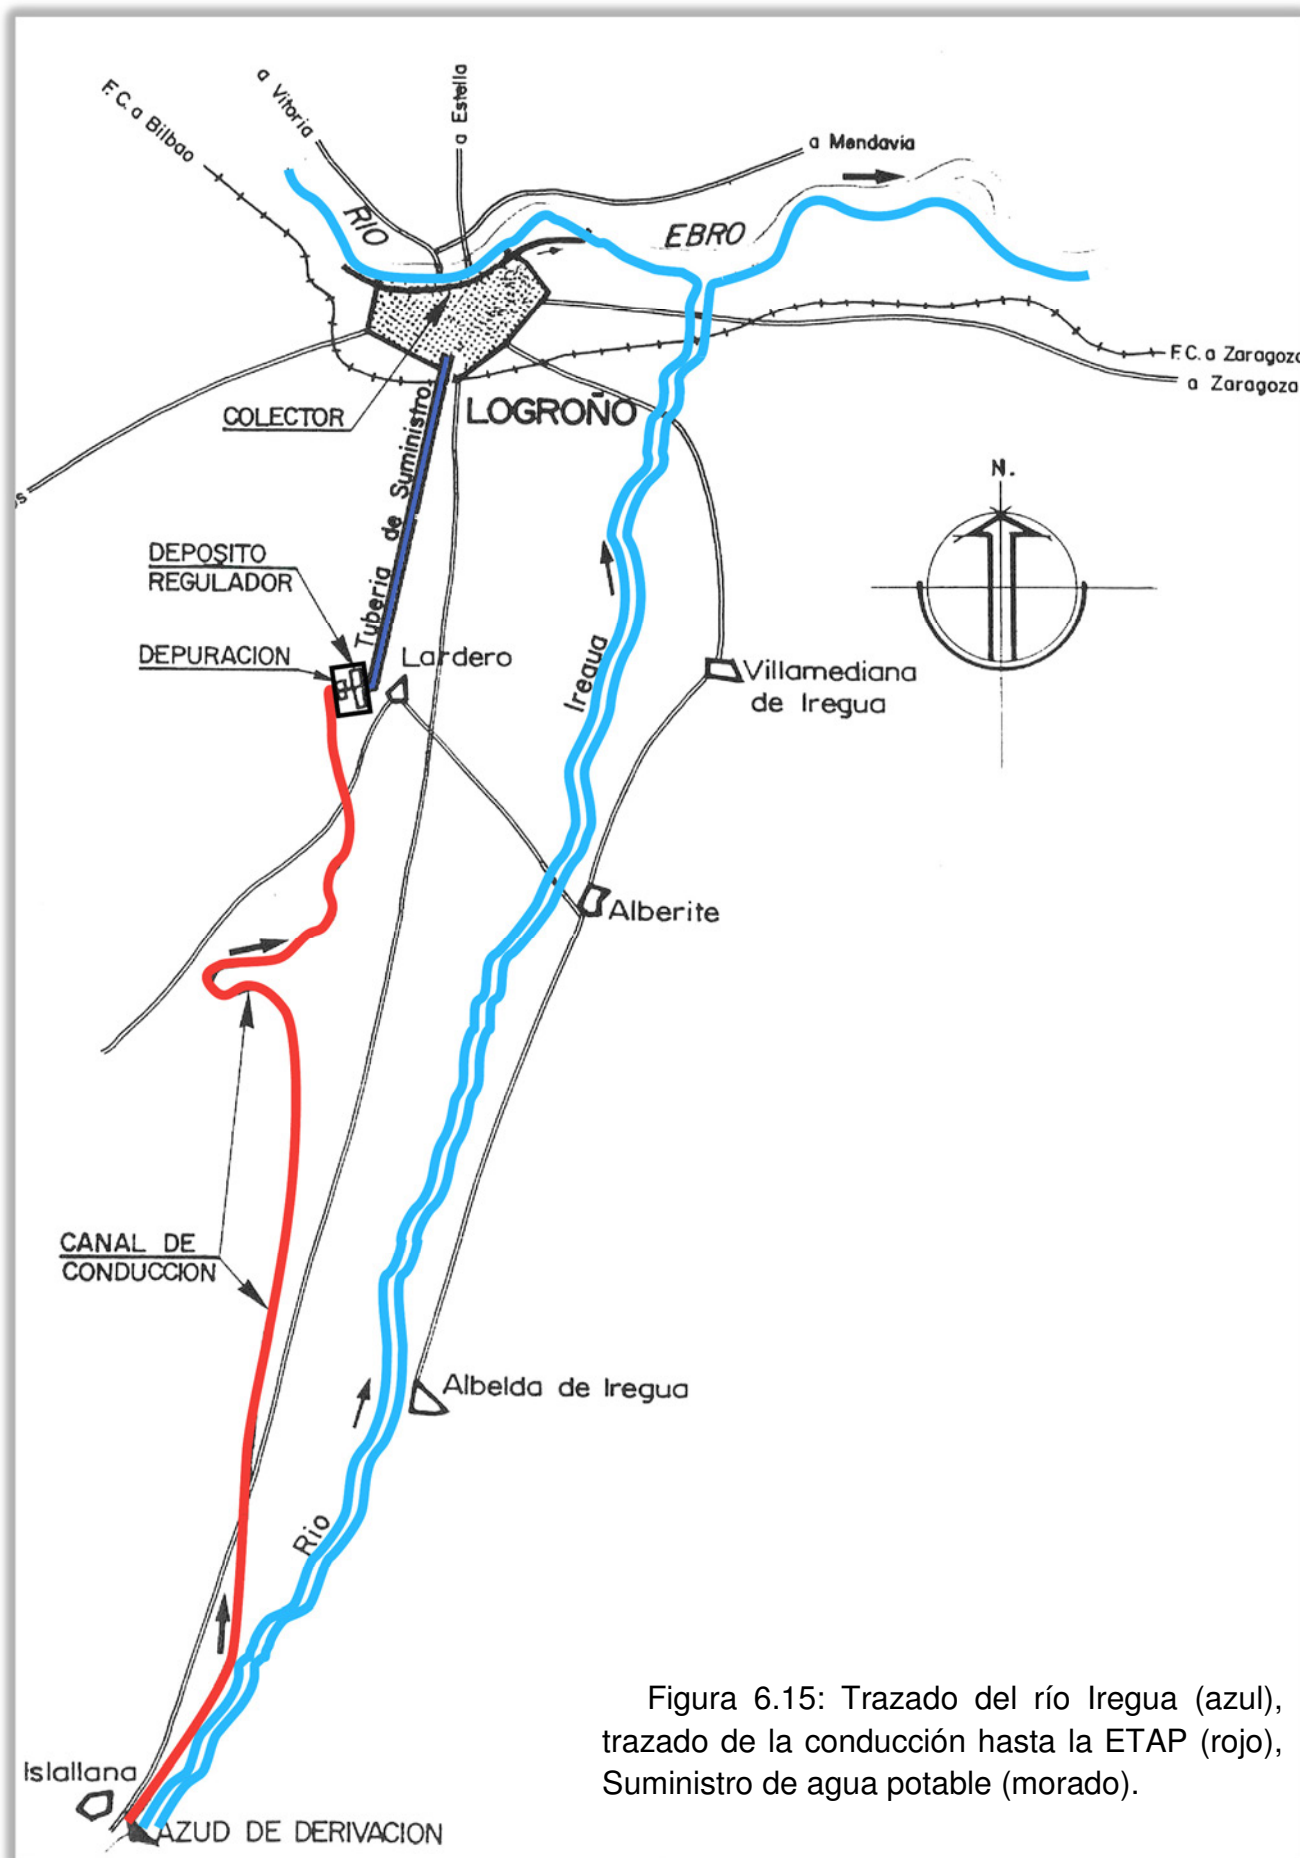 F.C. a Bilbao
a Vitoria
a Estella
a Mendavia
RIO
EBRO
F.C. a Zaragoza
a Zaragoza
COLECTOR
LOGROÑO
Tuberia de Suministro
N.
DEPOSITO
REGULADOR
DEPURACION
Lardero
Iregua
Villamediana
de Iregua
Alberite
CANAL DE
CONDUCCION
Albelda de Iregua
Rio
Islallana
AZUD DE DERIVACION
Figura 6.15: Trazado del río Iregua (azul),
trazado de la conducción hasta la ETAP (rojo),
Suministro de agua potable (morado).